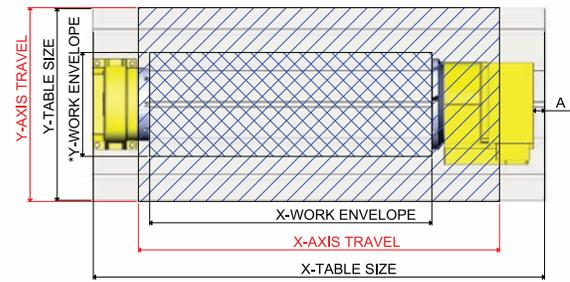 Y-AXIS TRAVEL
Y-TABLE SIZE
*Y-WORK ENVELOPE
A
X-WORK ENVELOPE
X-AXIS TRAVEL
X-TABLE SIZE